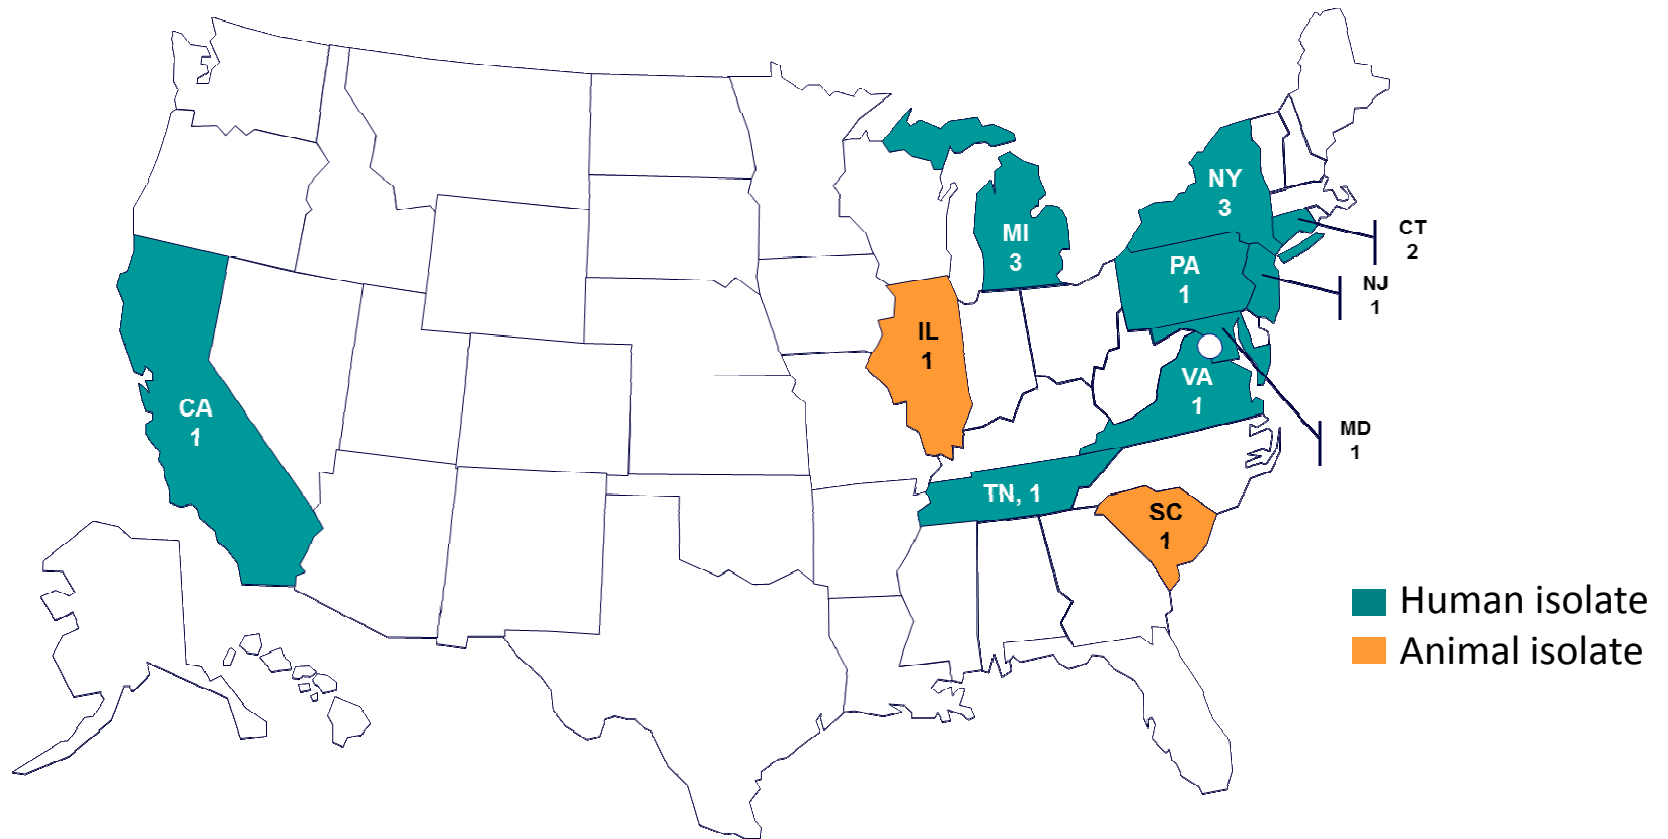 NY
3
CT
2
MI
3
PA
1
NJ
1
IL
1
VA
1
CA
1
MD
1
TN, 1
SC
1
Human isolate
Animal isolate